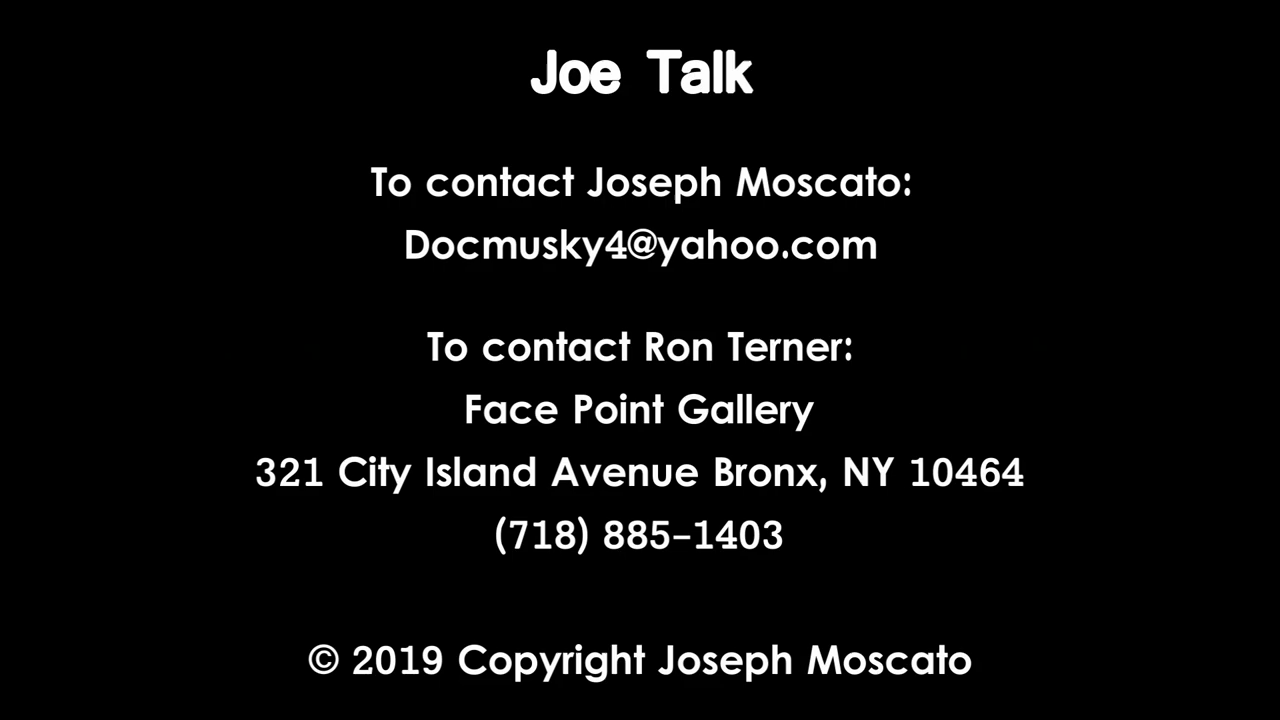 Joe Talk
To contact Joseph Moscato:
Docmusky4@yahoo.com
To contact Ron Terner:
Face Point Gallery
321 City Island Avenue Bronx, NY 10464
(718) 885-1403
© 2019 Copyright Joseph Moscato